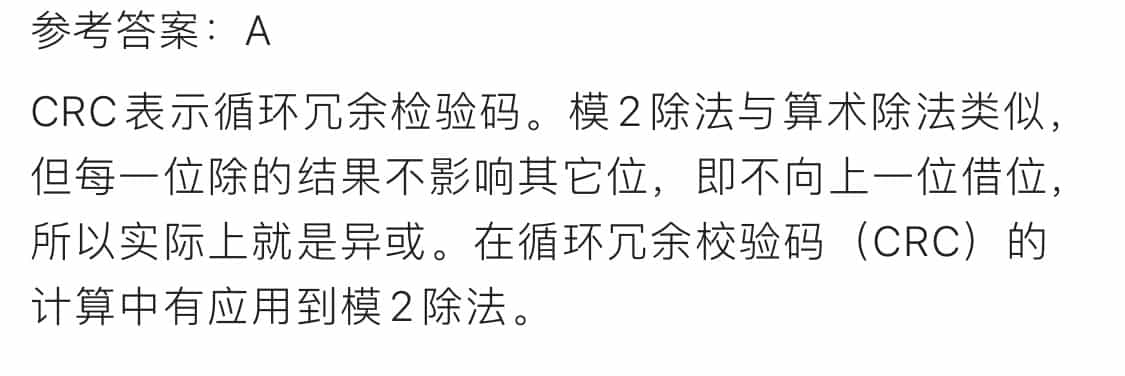 参考答案：A
CRC表示循环冗余检验码。模2除法与算术除法类似，
但每一位除的结果不影响其它位，即不向上一位借位，
所以实际上就是异或。在循环冗余校验码（CRC）的
计算中有应用到模2除法。